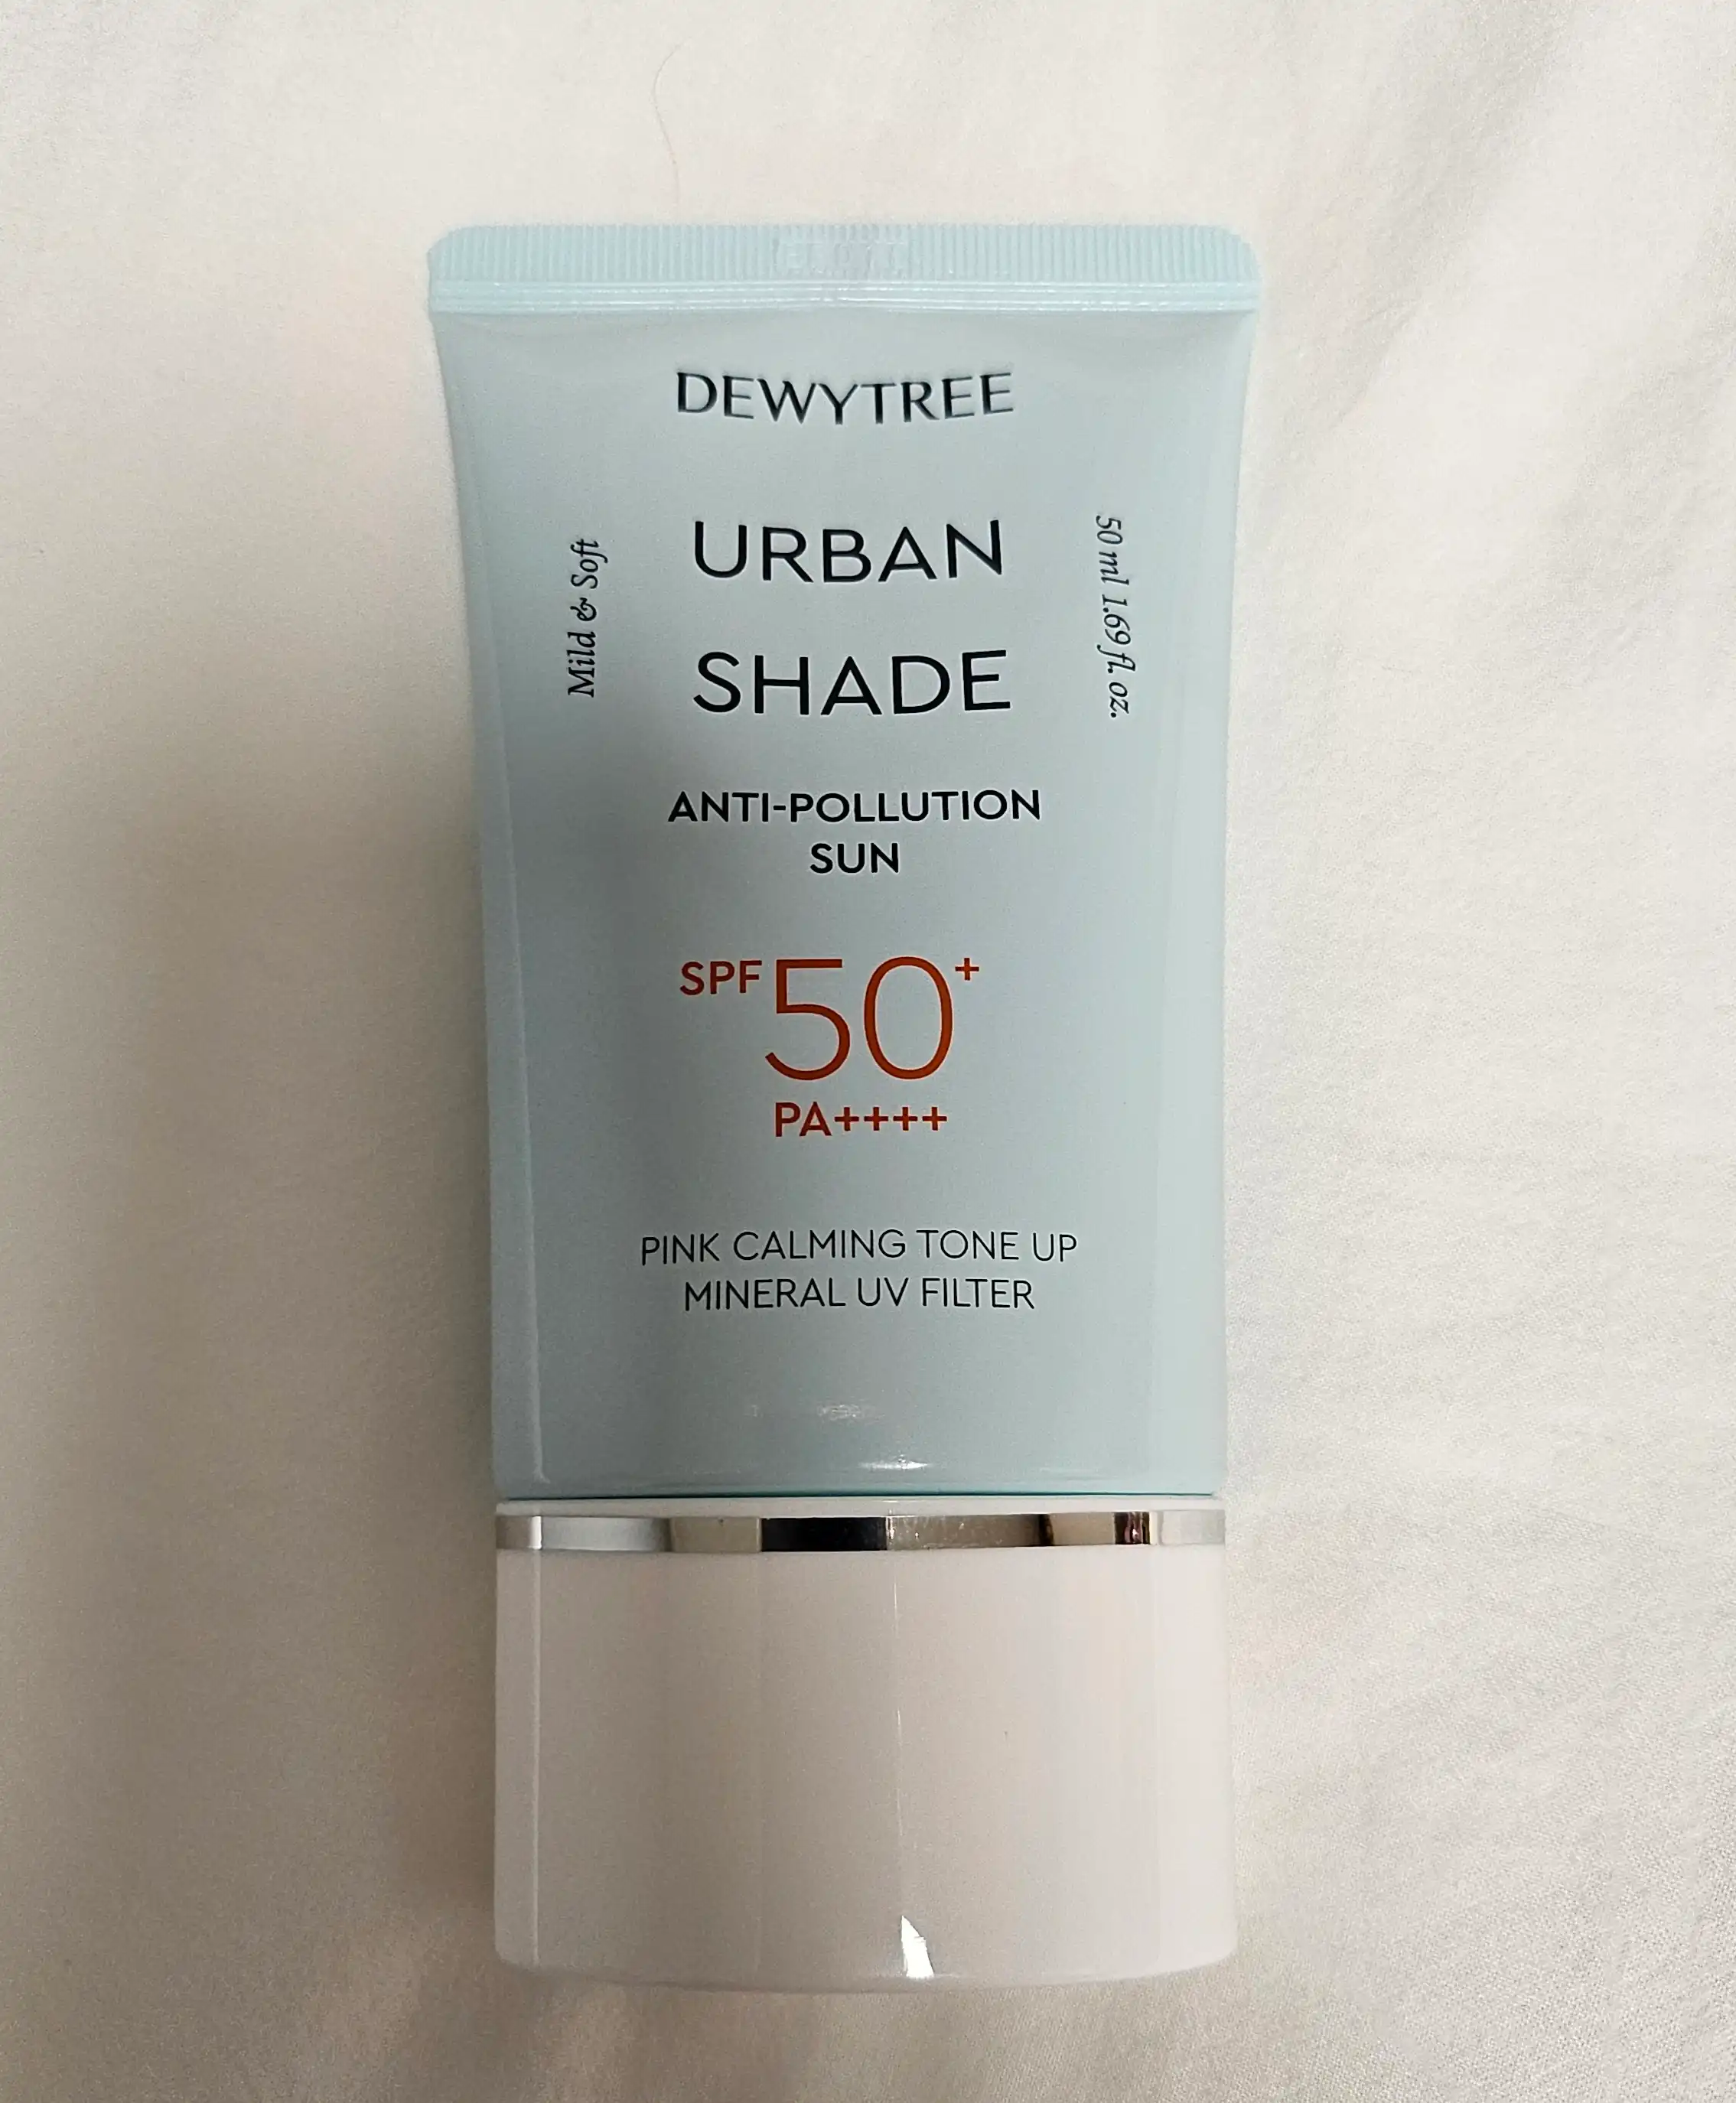 DEWYTREE
URBAN
SHADE
Mild & Soft
50 ml 1.69 fl. oz.
ANTI-POLLUTION
SUN
SPF 50+
PA++++
PINK CALMING TONE UP
MINERAL UV FILTER